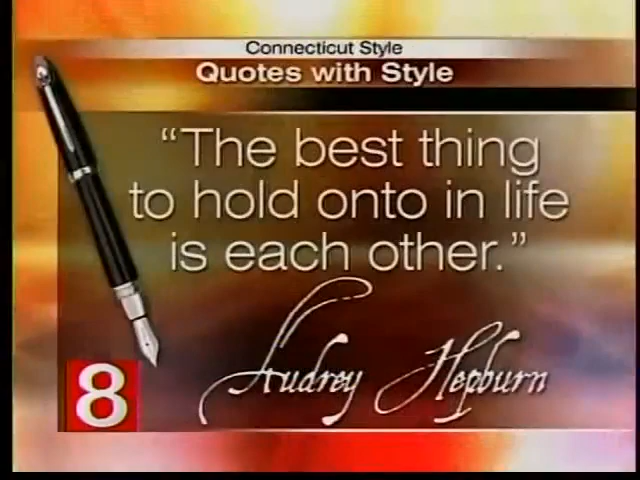 Connecticut Style
Quotes with Style
“The best thing
to hold onto in life
is each other.”
Audrey Hepburn
8